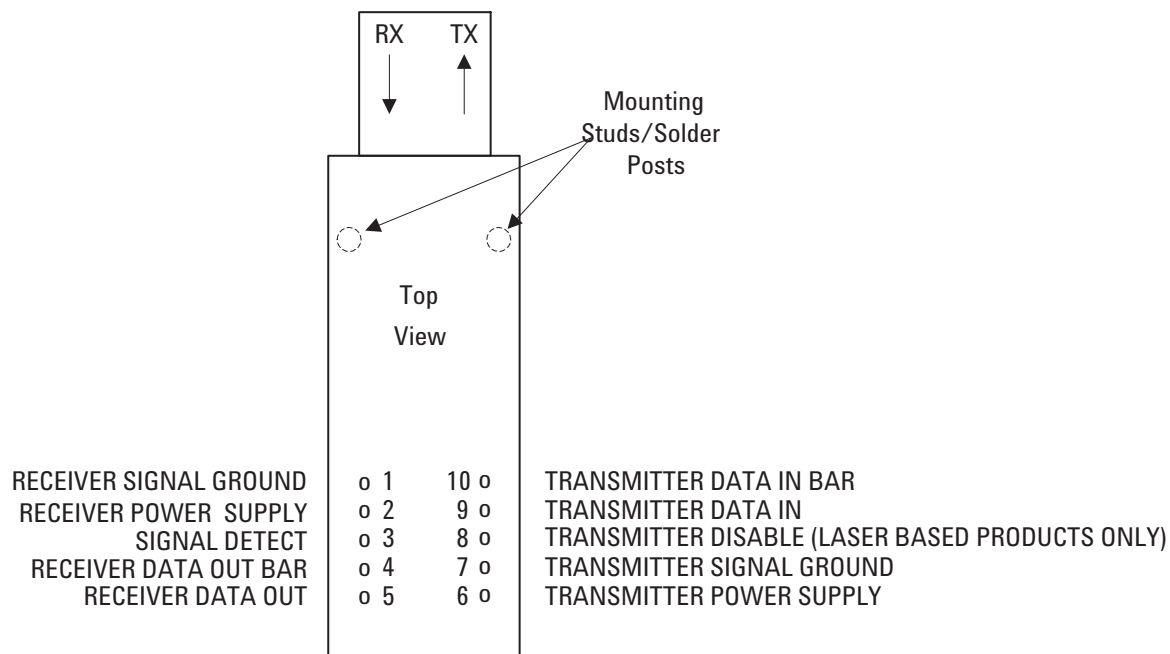 RX TX
Mounting
Studs/Solder
Posts
Top
View
RECEIVER SIGNAL GROUND o 1 10 o TRANSMITTER DATA IN BAR
RECEIVER POWER SUPPLY o 2 9 o TRANSMITTER DATA IN
SIGNAL DETECT o 3 8 o TRANSMITTER DISABLE (LASER BASED PRODUCTS ONLY)
RECEIVER DATA OUT BAR o 4 7 o TRANSMITTER SIGNAL GROUND
RECEIVER DATA OUT o 5 6 o TRANSMITTER POWER SUPPLY